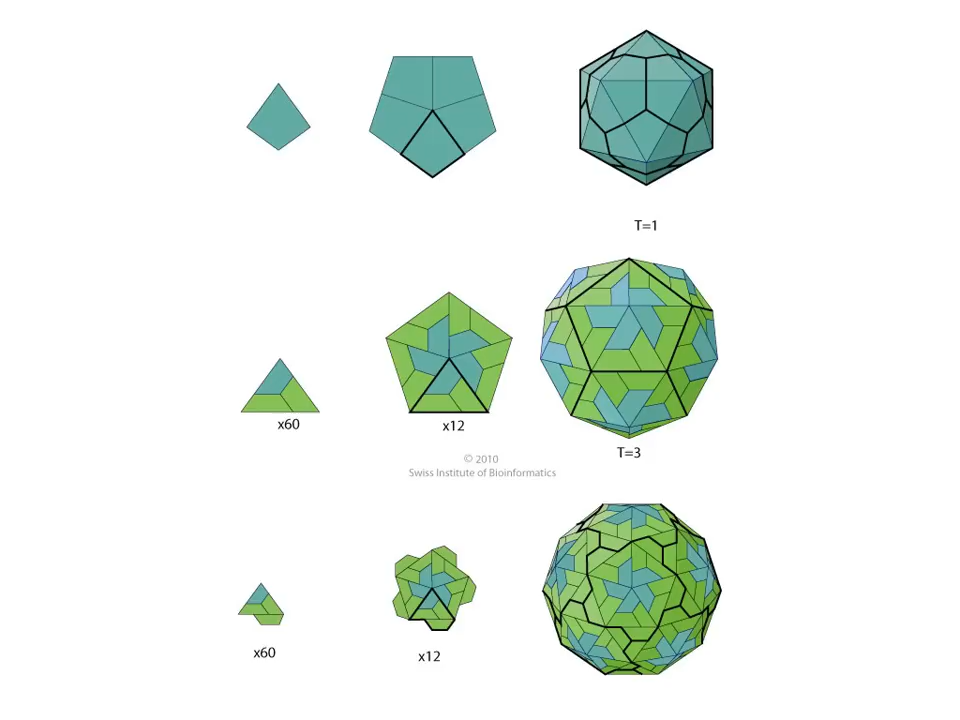 T=1
x60
x12
T=3
© 2010
Swiss Institute of Bioinformatics
x60
x12